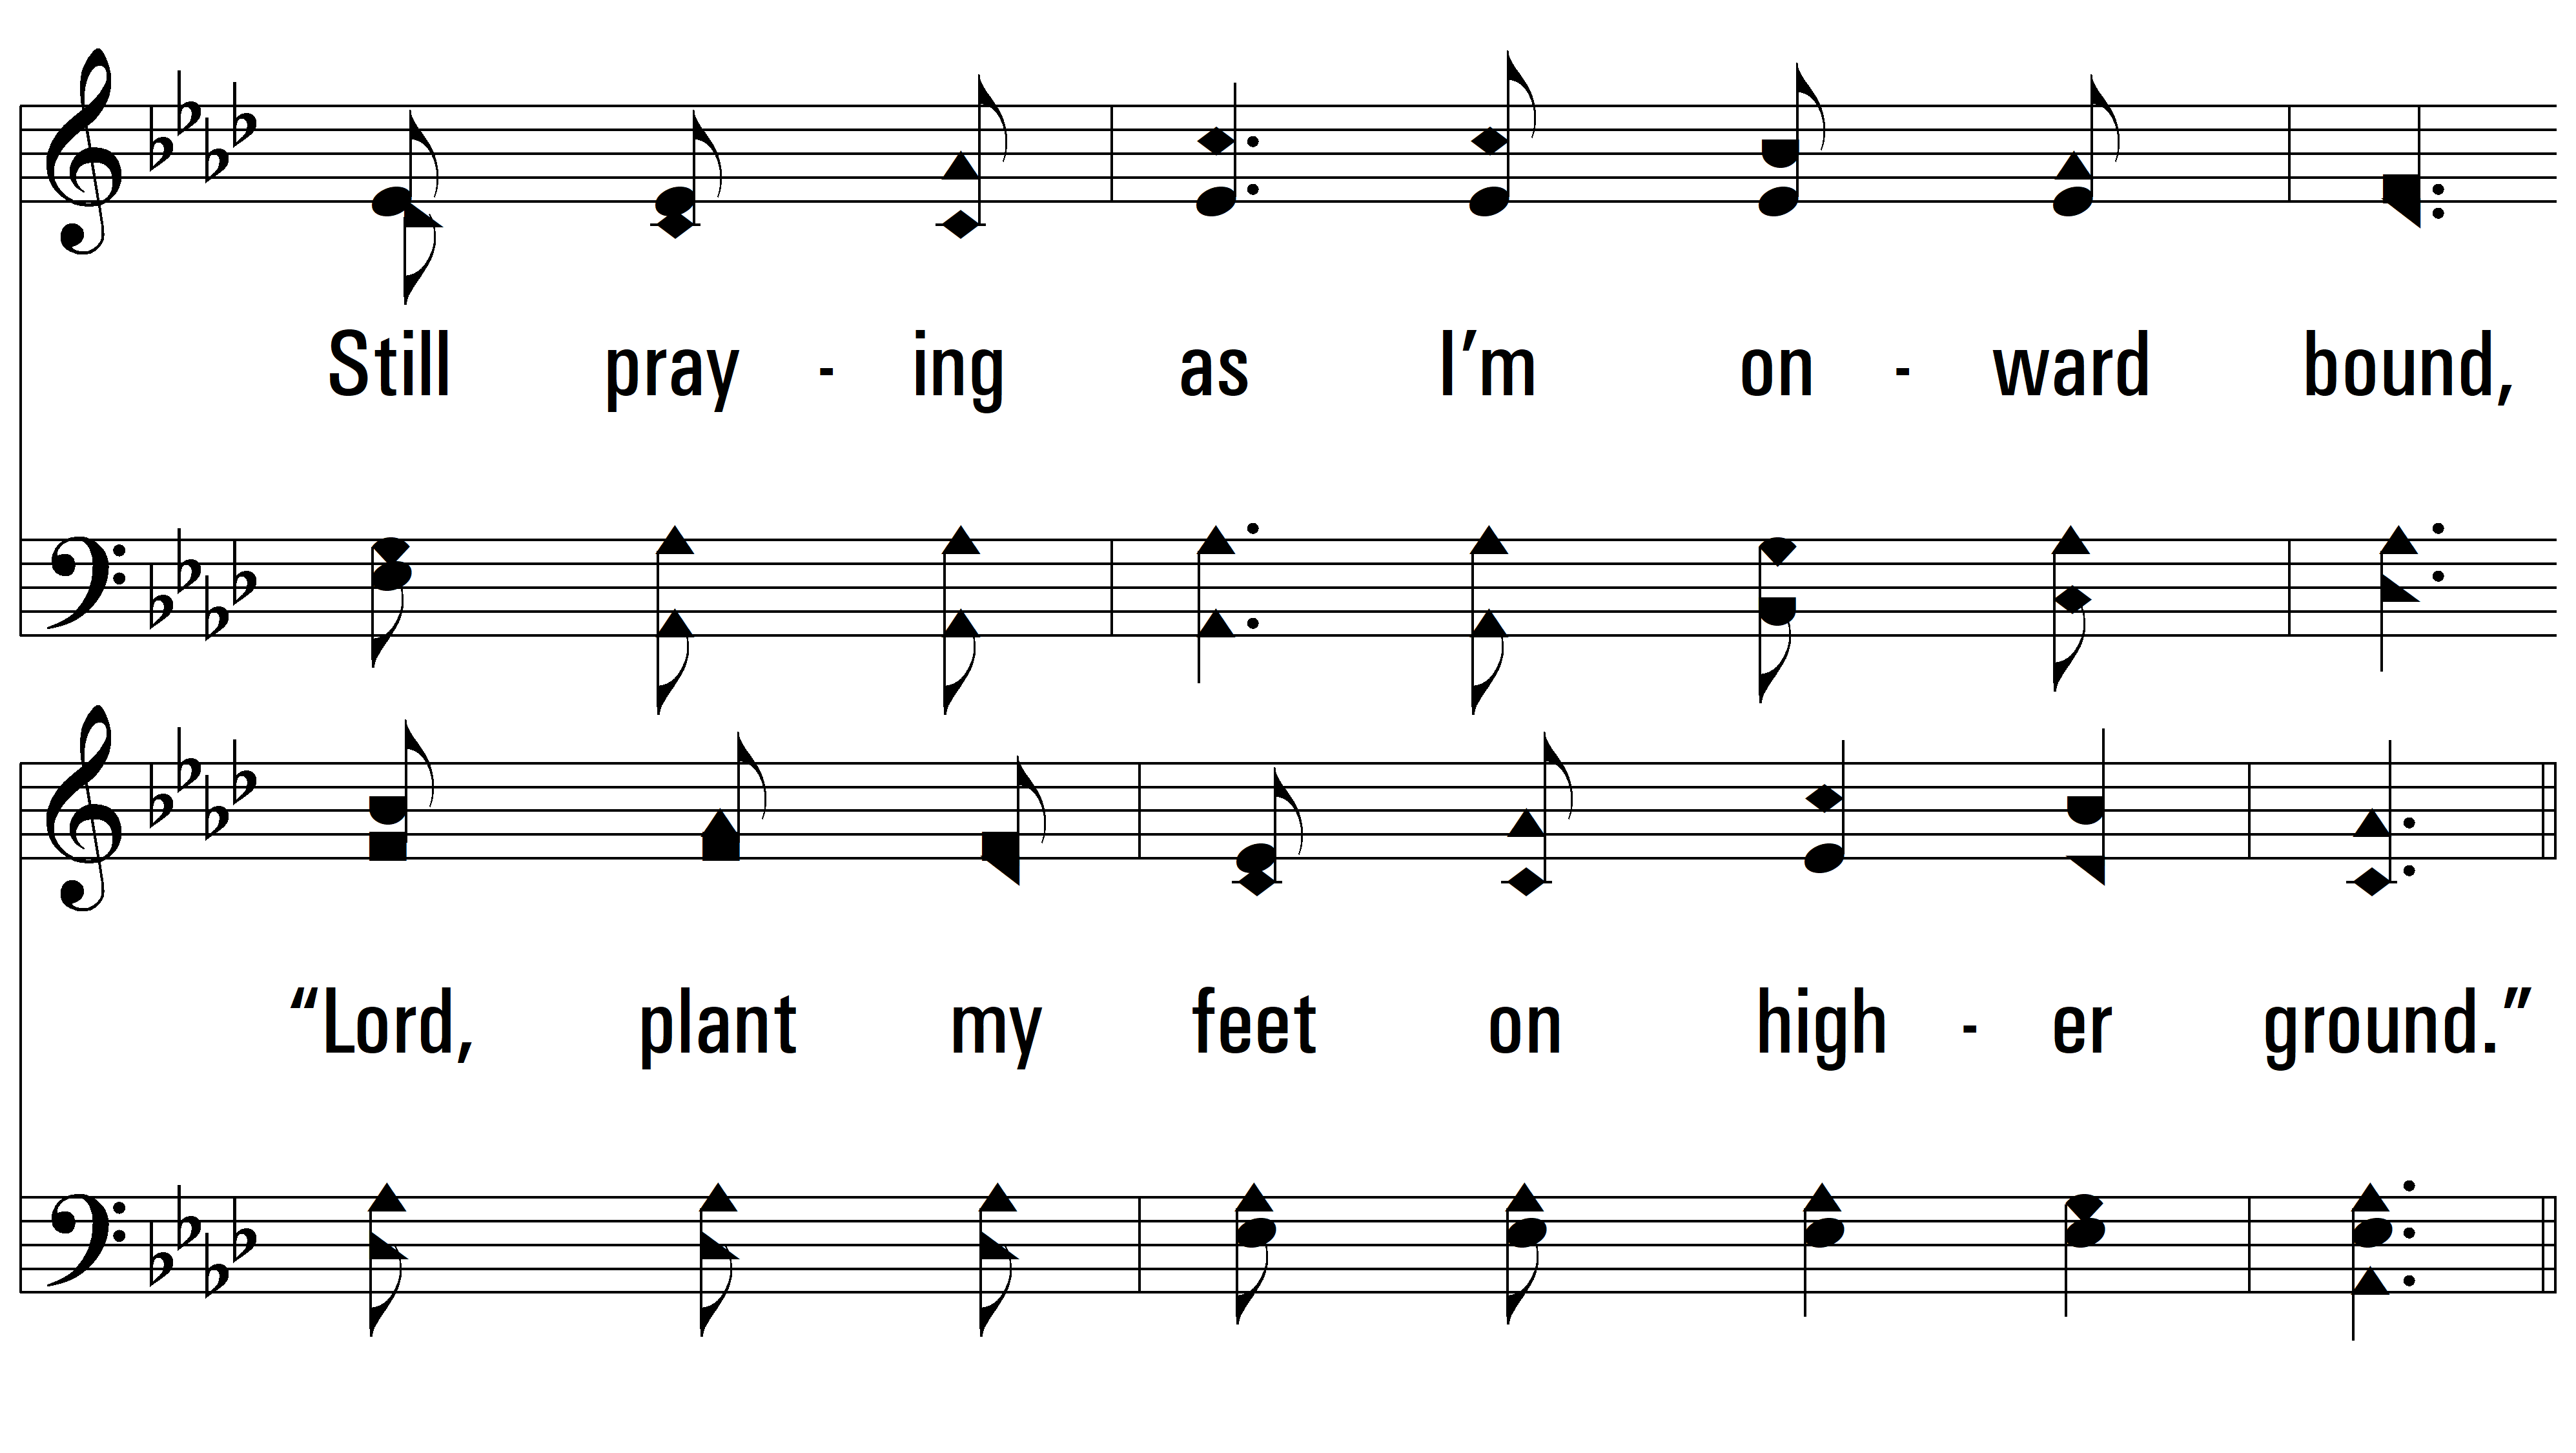 Still pray - ing as I’m on - ward bound,
“Lord, plant my feet on high - er ground.”